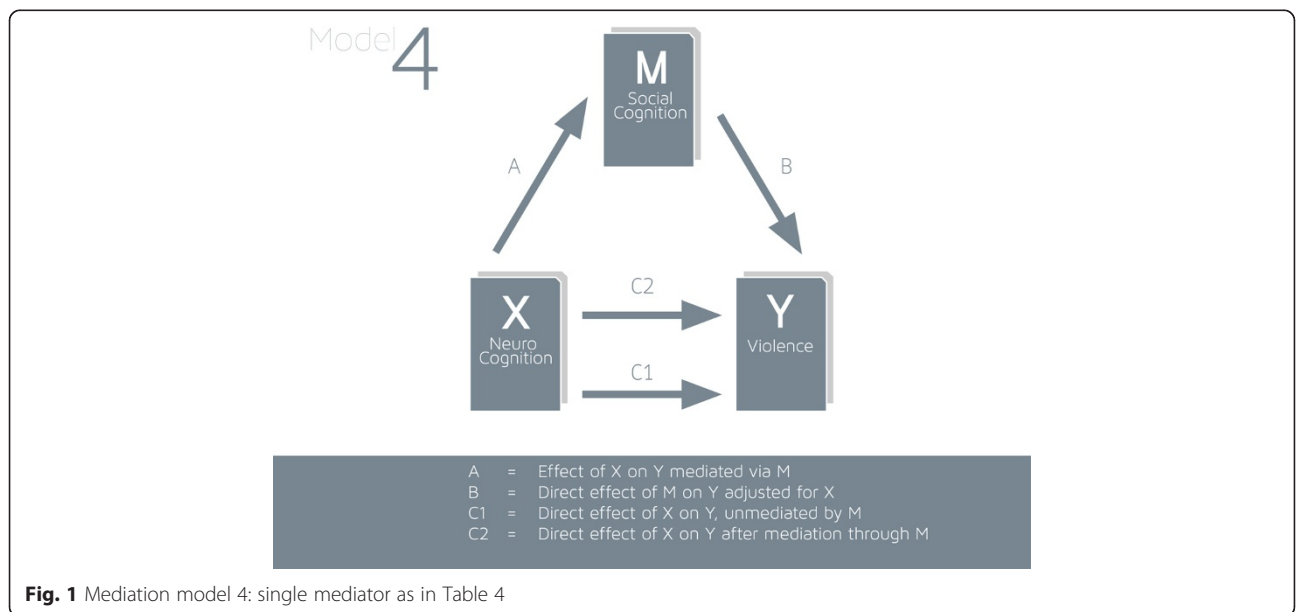 Model 4
M
Social
Cognition
A
B
X
Neuro
Cognition
C2
C1
Y
Violence
A = Effect of X on Y mediated via M
B = Direct effect of M on Y adjusted for X
C1 = Direct effect of X on Y, unmediated by M
C2 = Direct effect of X on Y after mediation through M
Fig. 1 Mediation model 4: single mediator as in Table 4